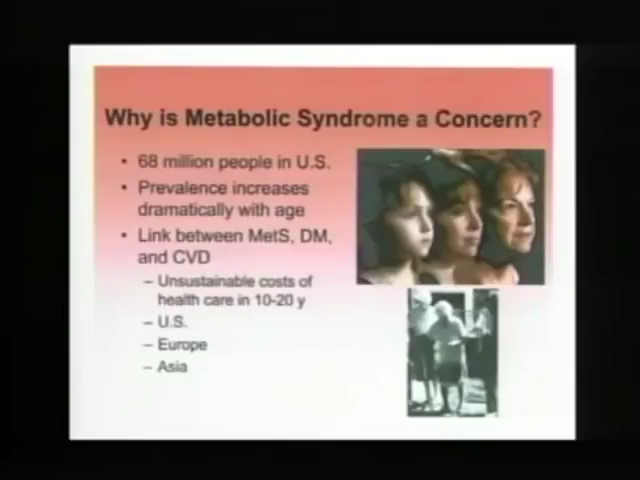 Why is Metabolic Syndrome a Concern?
• 68 million people in U.S.
• Prevalence increases
dramatically with age
• Link between MetS, DM,
and CVD
– Unsustainable costs of
health care in 10-20 y
– U.S.
– Europe
– Asia